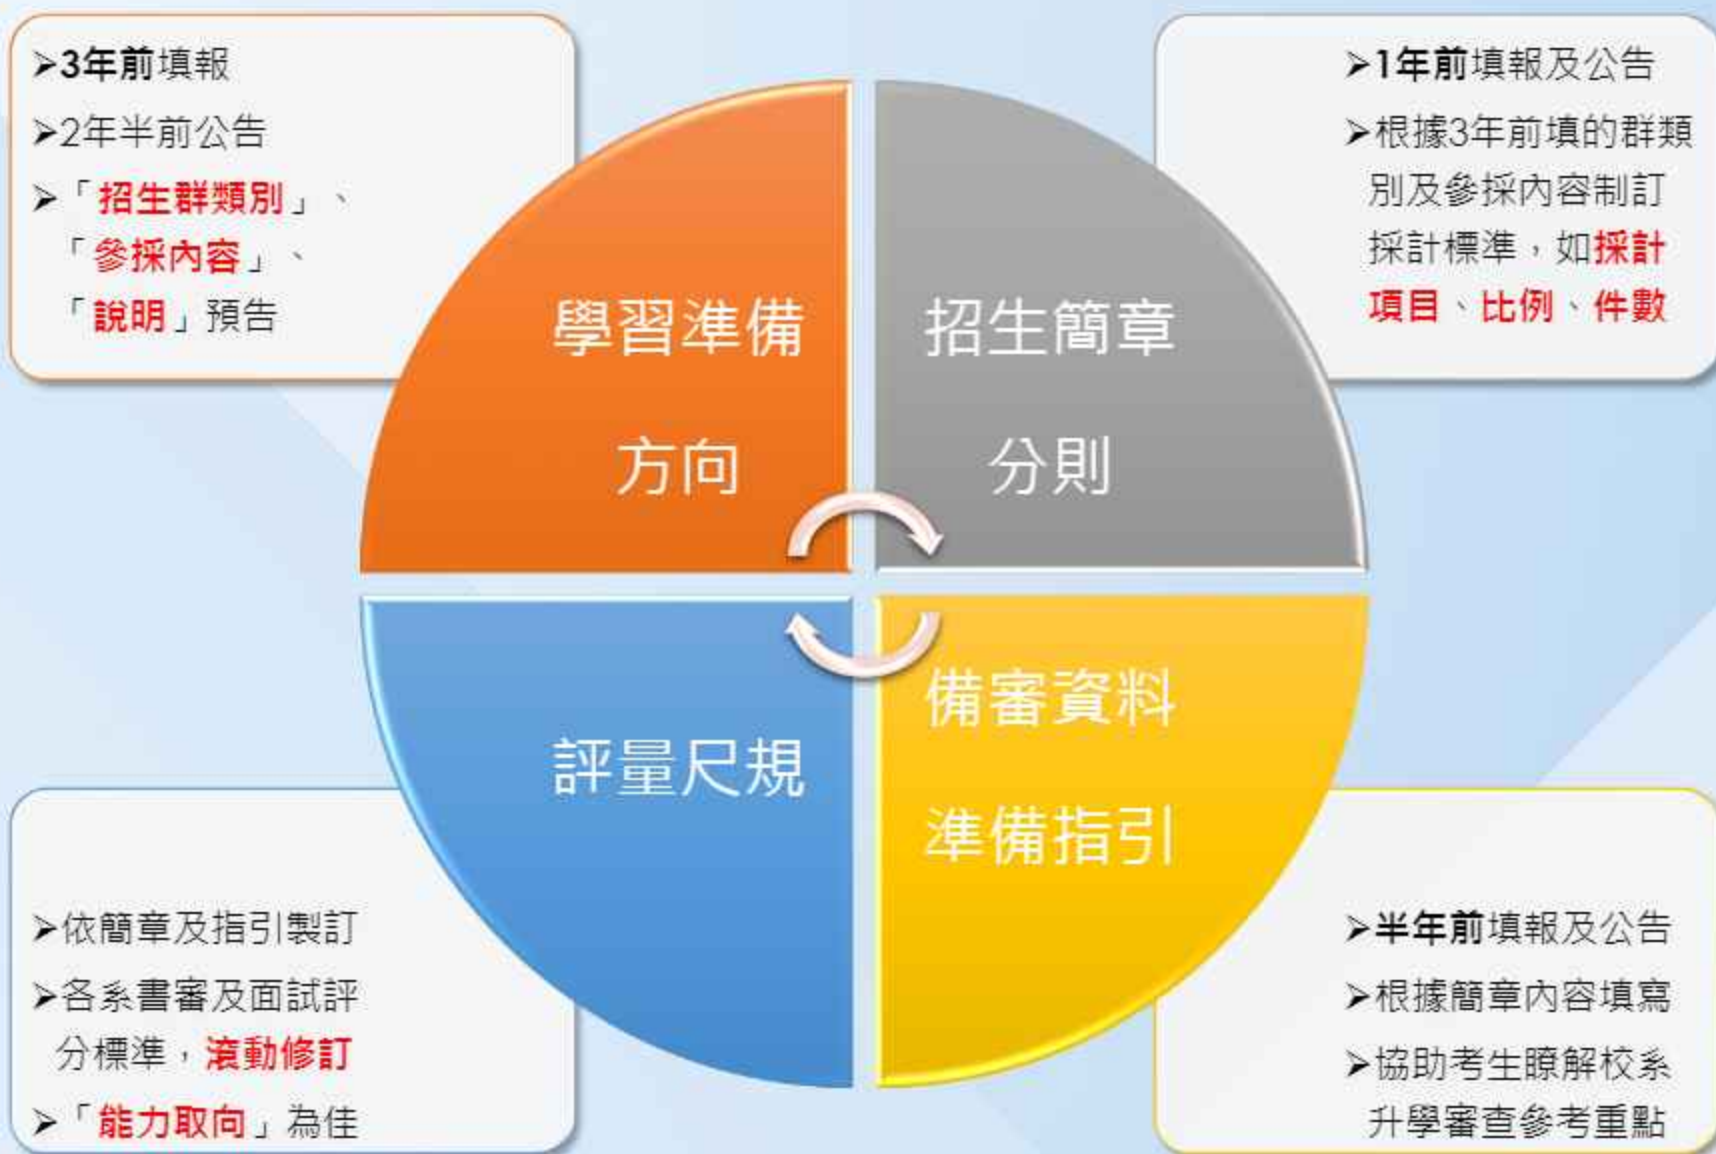 ➢3年前填報
➢2年半前公告
➢「招生群類別」、
「參採內容」、
「說明」預告
學習準備
方向
➢1年前填報及公告
➢根據3年前填的群類
別及參採內容制訂
採計標準，如採計
項目、比例、件數
招生簡章
分則
評量尺規
➢依簡章及指引製訂
➢各系書審及面試評
分標準，滾動修訂
➢「能力取向」為佳
備審資料
準備指引
➢半年前填報及公告
➢根據簡章內容填寫
➢協助考生瞭解校系
升學審查參考重點